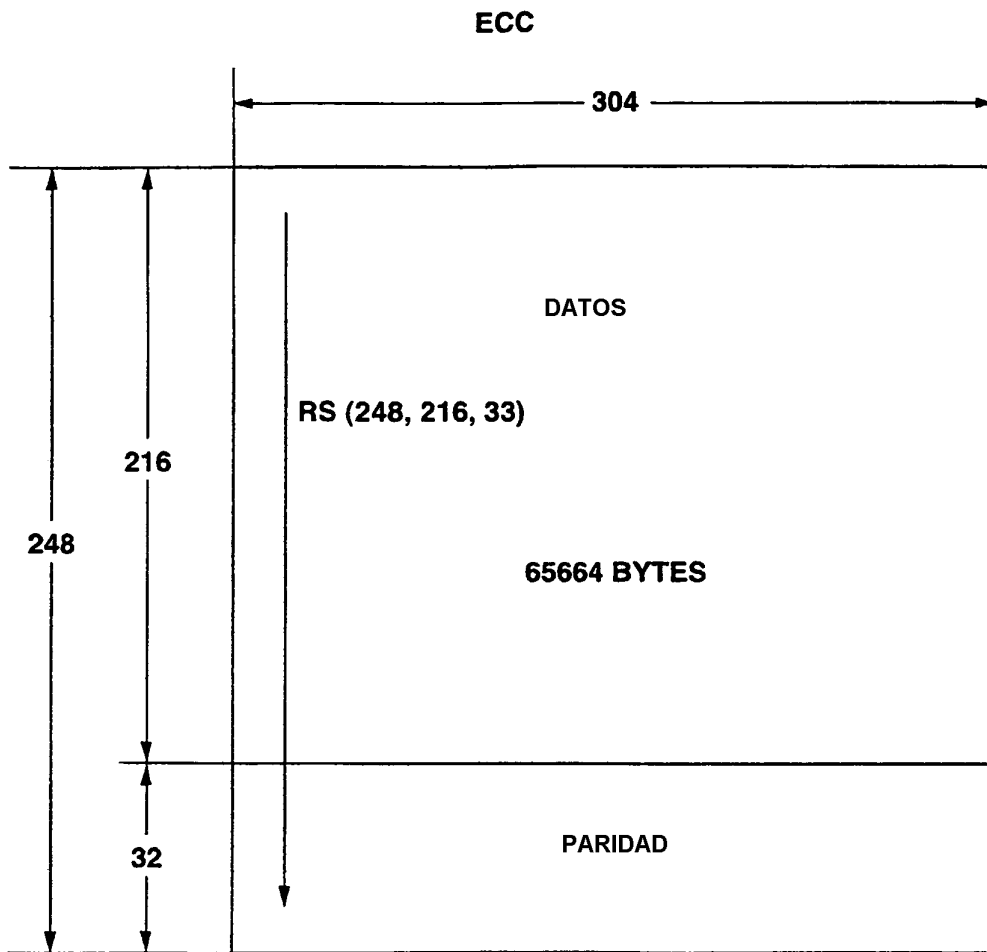 ECC
304
DATOS
RS (248, 216, 33)
216
248
65664 BYTES
PARIDAD
32